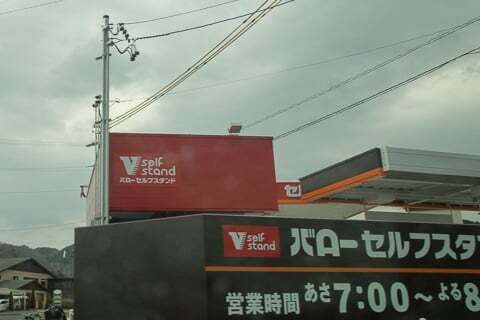 V self stand
バローセルフスタンド
セ
V self stand
バローセルフスタン
営業時間 あさ7:00〜よる8